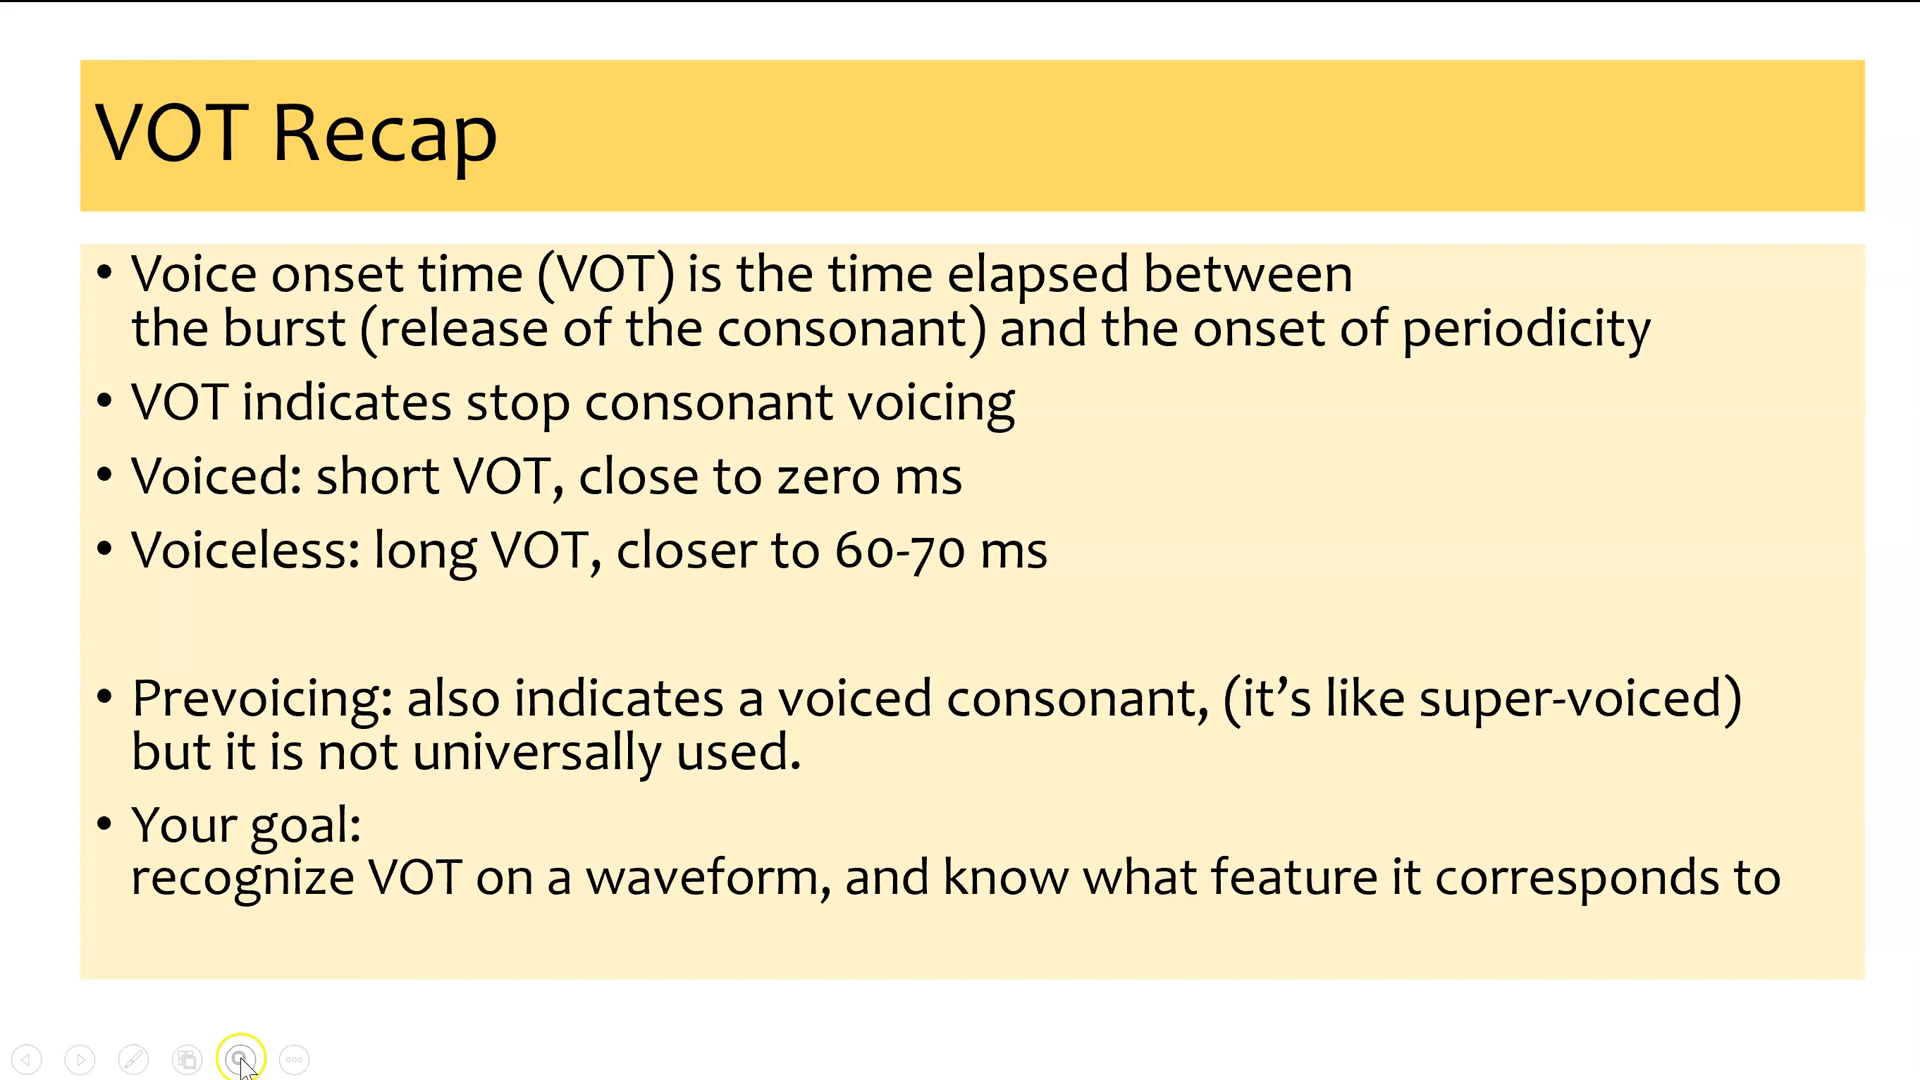 VOT Recap
• Voice onset time (VOT) is the time elapsed between
the burst (release of the consonant) and the onset of periodicity
• VOT indicates stop consonant voicing
• Voiced: short VOT, close to zero ms
• Voiceless: long VOT, closer to 60-70 ms
• Prevoicing: also indicates a voiced consonant, (it’s like super-voiced)
but it is not universally used.
• Your goal:
recognize VOT on a waveform, and know what feature it corresponds to